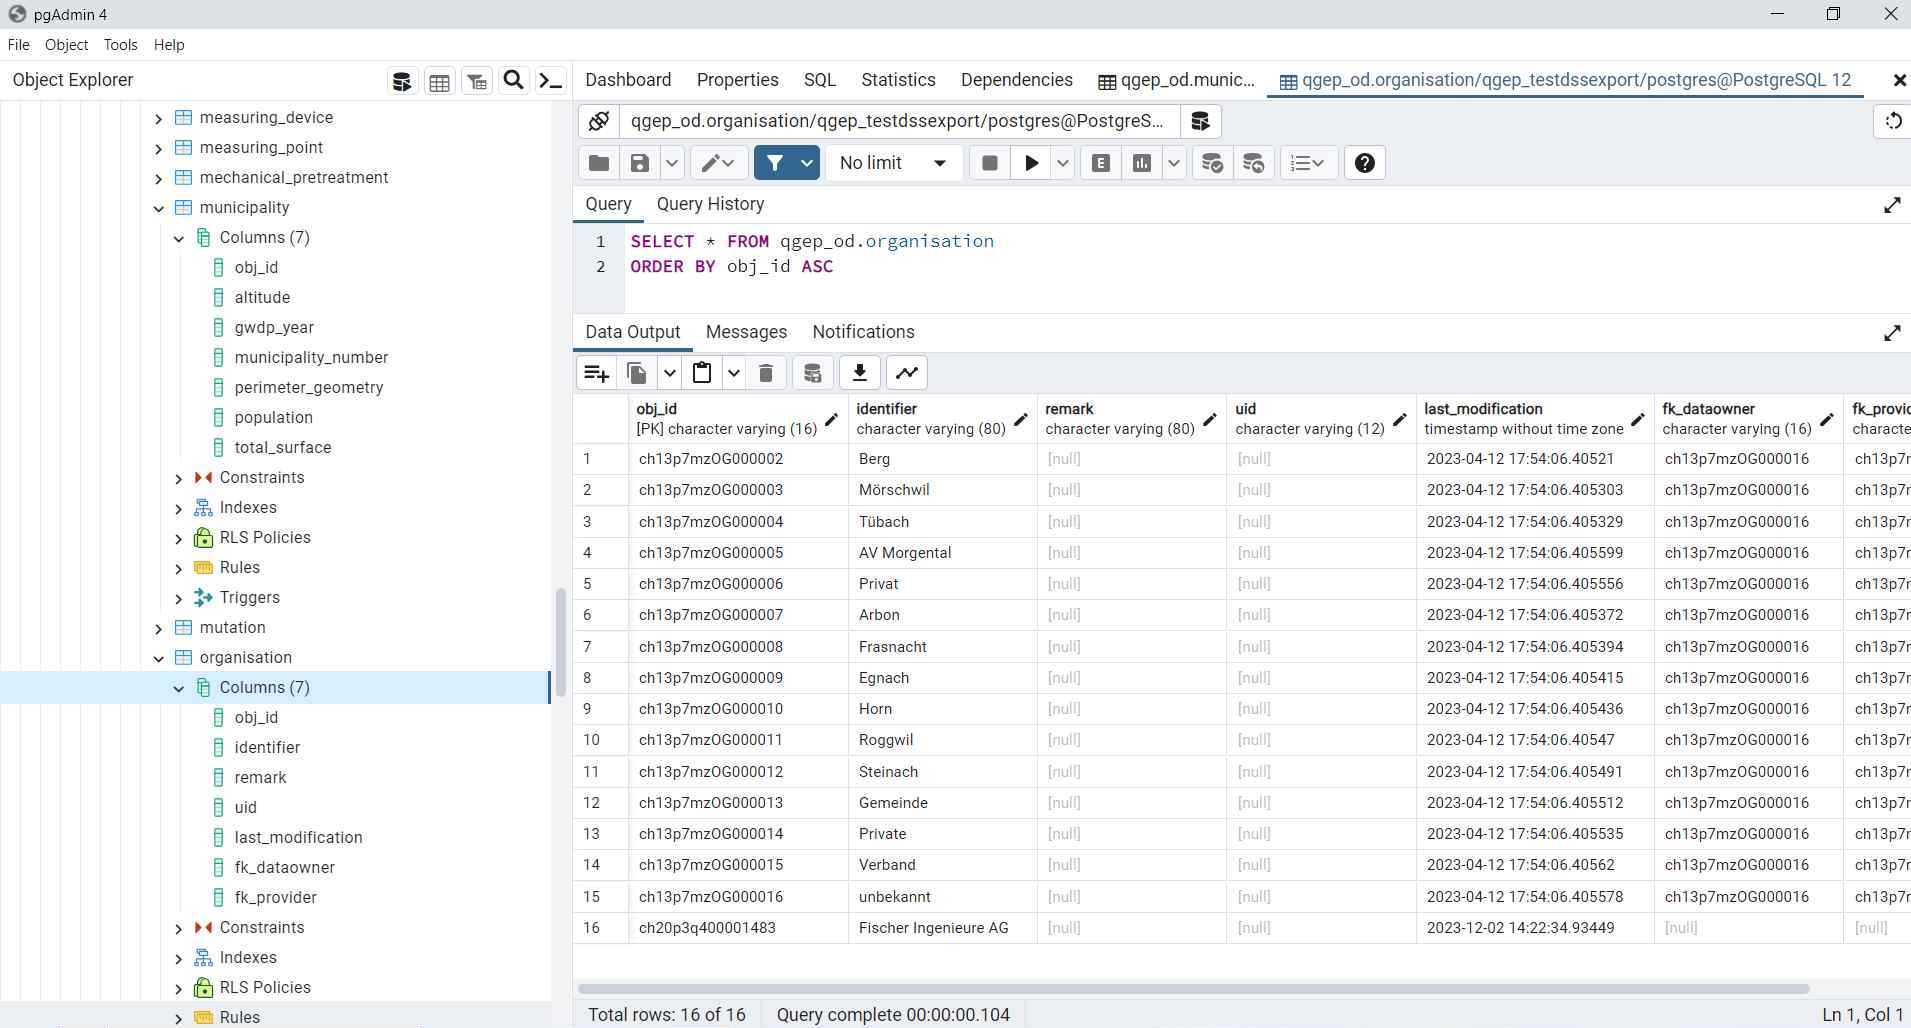 pgAdmin 4
File Object Tools Help
Object Explorer
measuring_device
measuring_point
mechanical_pretreatment
municipality
Columns (7)
obj_id
altitude
gwdp_year
municipality_number
perimeter_geometry
population
total_surface
Constraints
Indexes
RLS Policies
Rules
Triggers
mutation
organisation
Columns (7)
obj_id
identifier
remark
uid
last_modification
fk_dataowner
fk_provider
Constraints
Indexes
RLS Policies
Rules
Dashboard Properties SQL Statistics Dependencies qgep_od.munic... qgep_od.organisation/qgep_testdssexport/postgres@PostgreSQL 12
qgep_od.organisation/qgep_testdssexport/postgres@PostgreS...
No limit E
Query Query History
1 SELECT * FROM qgep_od.organisation
2 ORDER BY obj_id ASC
Data Output Messages Notifications
obj_id identifier remark uid last_modification fk_dataowner fk_provid
[PK] character varying (16) character varying (80) character varying (80) character varying (12) timestamp without time zone character varying (16) characte
1 ch13p7mzOG000002 Berg [null] [null] 2023-04-12 17:54:06.40521 ch13p7mzOG000016 ch13p7m
2 ch13p7mzOG000003 Mörschwil [null] [null] 2023-04-12 17:54:06.405303 ch13p7mzOG000016 ch13p7m
3 ch13p7mzOG000004 Tübach [null] [null] 2023-04-12 17:54:06.405329 ch13p7mzOG000016 ch13p7m
4 ch13p7mzOG000005 AV Morgental [null] [null] 2023-04-12 17:54:06.405599 ch13p7mzOG000016 ch13p7m
5 ch13p7mzOG000006 Privat [null] [null] 2023-04-12 17:54:06.405556 ch13p7mzOG000016 ch13p7m
6 ch13p7mzOG000007 Arbon [null] [null] 2023-04-12 17:54:06.405372 ch13p7mzOG000016 ch13p7m
7 ch13p7mzOG000008 Frasnacht [null] [null] 2023-04-12 17:54:06.405394 ch13p7mzOG000016 ch13p7m
8 ch13p7mzOG000009 Egnach [null] [null] 2023-04-12 17:54:06.405415 ch13p7mzOG000016 ch13p7m
9 ch13p7mzOG000010 Horn [null] [null] 2023-04-12 17:54:06.405436 ch13p7mzOG000016 ch13p7m
10 ch13p7mzOG000011 Roggwil [null] [null] 2023-04-12 17:54:06.40547 ch13p7mzOG000016 ch13p7m
11 ch13p7mzOG000012 Steinach [null] [null] 2023-04-12 17:54:06.405491 ch13p7mzOG000016 ch13p7m
12 ch13p7mzOG000013 Gemeinde [null] [null] 2023-04-12 17:54:06.405512 ch13p7mzOG000016 ch13p7m
13 ch13p7mzOG000014 Private [null] [null] 2023-04-12 17:54:06.405535 ch13p7mzOG000016 ch13p7m
14 ch13p7mzOG000015 Verband [null] [null] 2023-04-12 17:54:06.40562 ch13p7mzOG000016 ch13p7m
15 ch13p7mzOG000016 unbekannt [null] [null] 2023-04-12 17:54:06.405578 ch13p7mzOG000016 ch13p7m
16 ch20p3q400001483 Fischer Ingenieure AG [null] [null] 2023-12-02 14:22:34.93449 [null] [null]
Total rows: 16 of 16 Query complete 00:00:00.104 Ln 1, Col 1